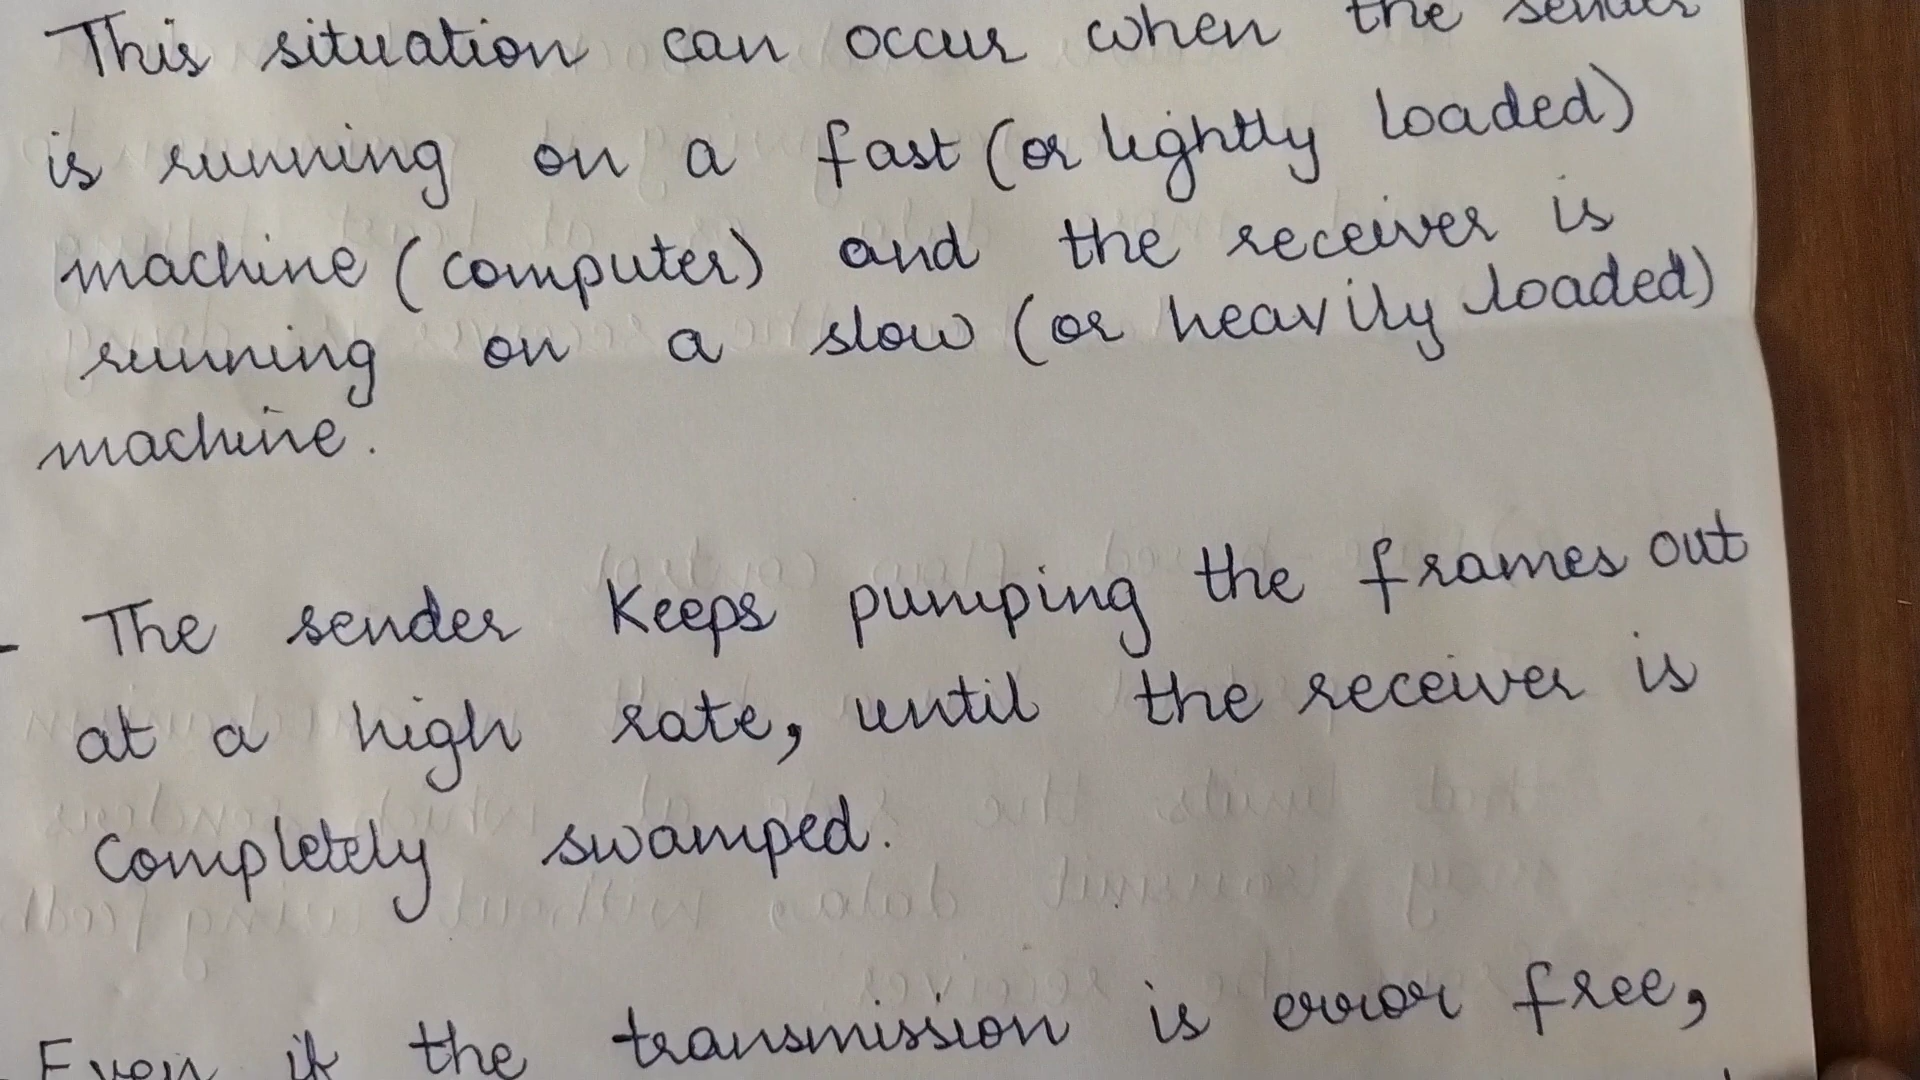 This situation can occur when the sender
is running on a fast (or lightly loaded)
machine (computer) and the receiver is
running on a slow (or heavily loaded)
machine.
- The sender Keeps pumping the frames out
at a high rate, until the receiver is
completely swamped.
Even if the transmission is error free,